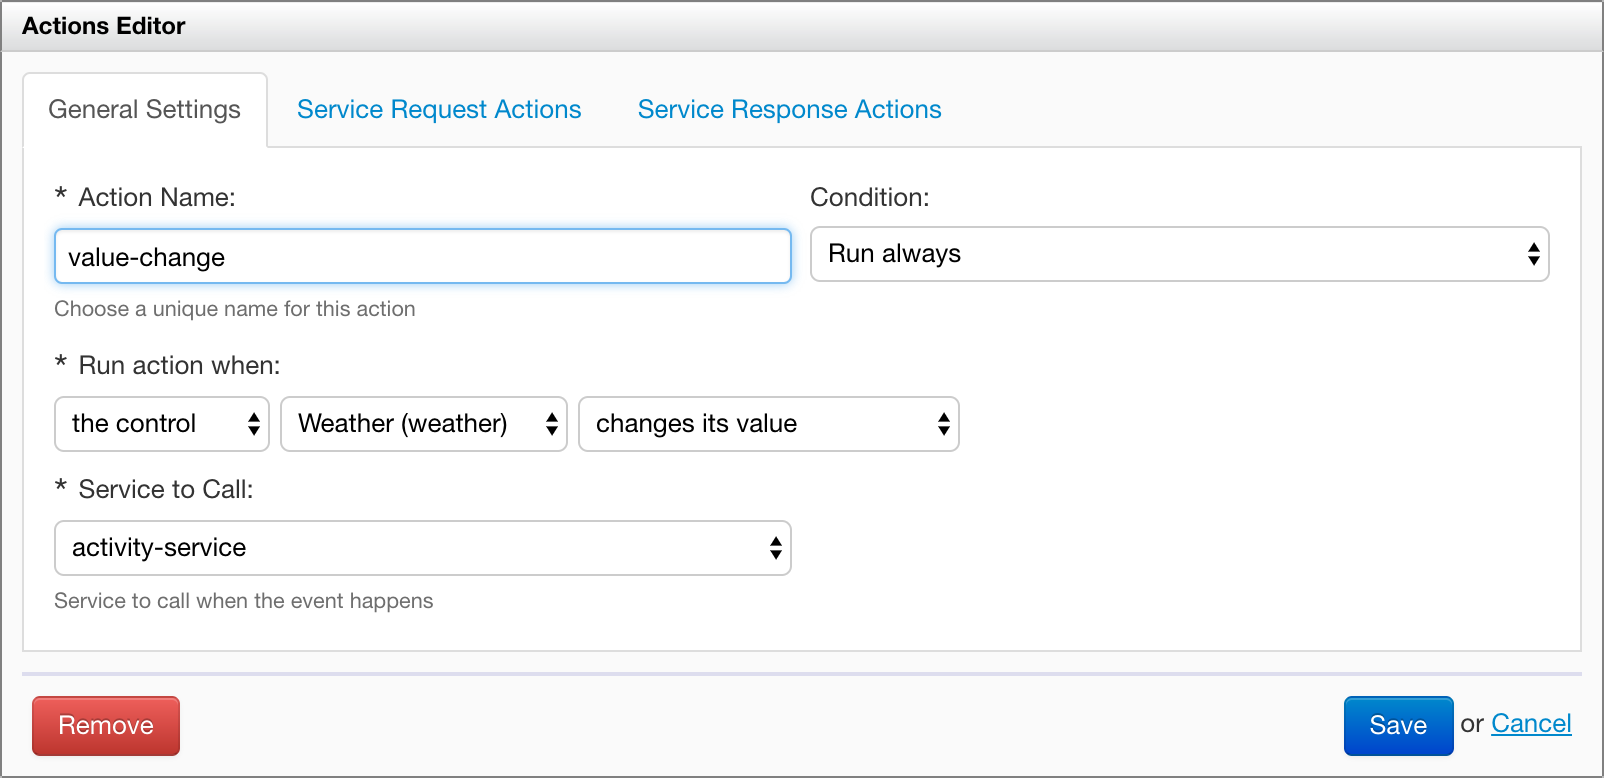 Actions Editor
General Settings Service Request Actions Service Response Actions
* Action Name: Condition:
value-change Run always
Choose a unique name for this action
* Run action when:
the control Weather (weather) changes its value
* Service to Call:
activity-service
Service to call when the event happens
Remove Save or Cancel